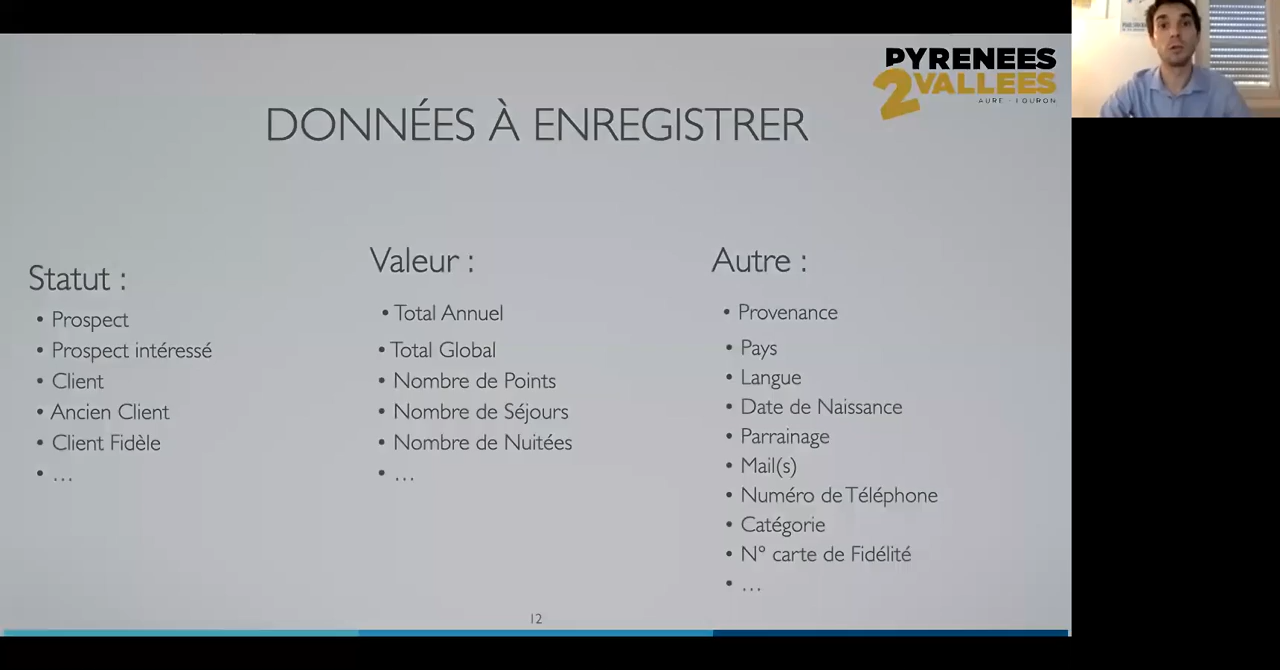 PYRENEES
2VALLEES
AURE - LOURON
DONNÉES À ENREGISTRER
Statut :
• Prospect
• Prospect intéressé
• Client
• Ancien Client
• Client Fidèle
• …
Valeur :
• Total Annuel
• Total Global
• Nombre de Points
• Nombre de Séjours
• Nombre de Nuitées
• …
Autre :
• Provenance
• Pays
• Langue
• Date de Naissance
• Parrainage
• Mail(s)
• Numéro de Téléphone
• Catégorie
• N° carte de Fidélité
• …
12